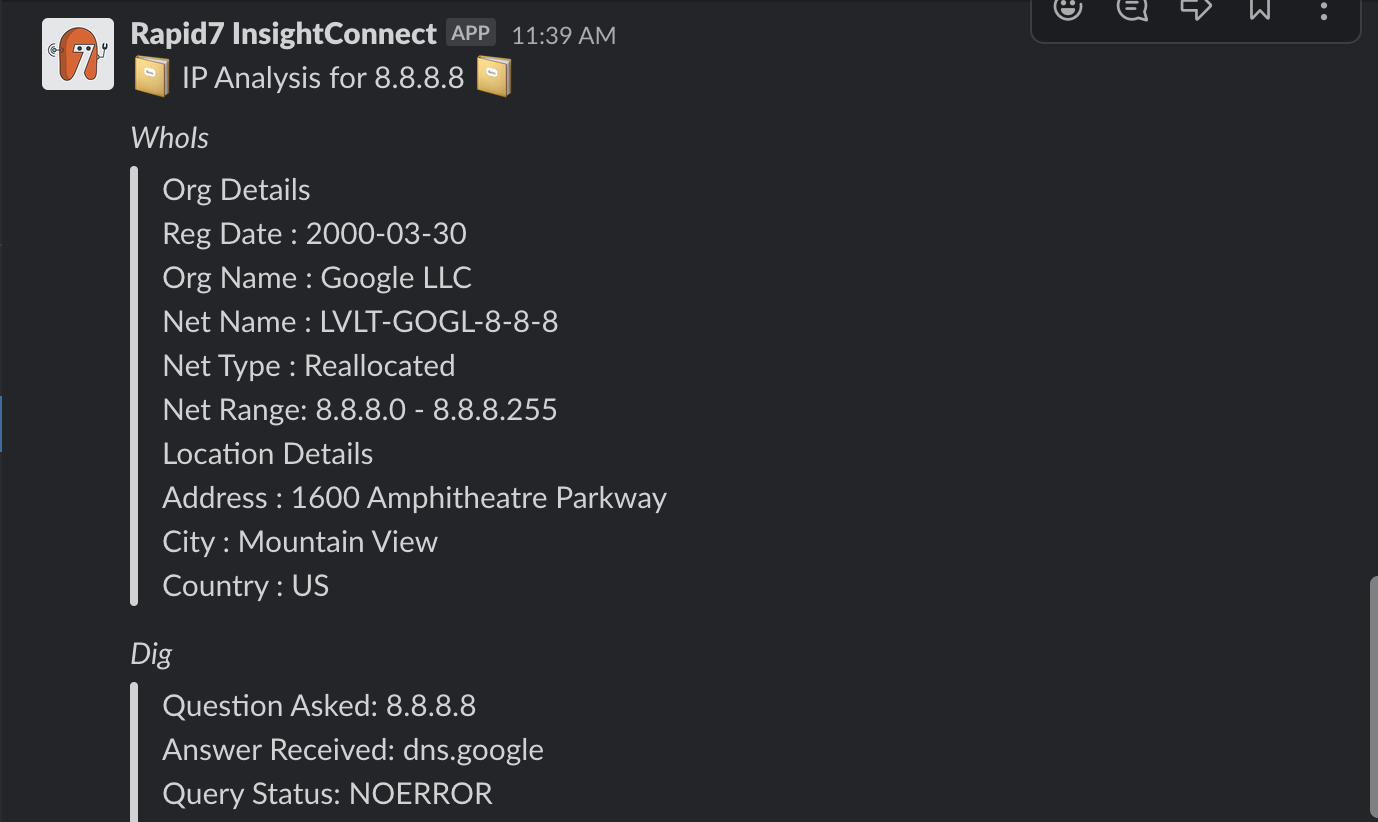 Rapid7 InsightConnect APP 11:39 AM
IP Analysis for 8.8.8.8
WhoIs
Org Details
Reg Date : 2000-03-30
Org Name : Google LLC
Net Name : LVLT-GOGL-8-8-8
Net Type : Reallocated
Net Range: 8.8.8.0 - 8.8.8.255
Location Details
Address : 1600 Amphitheatre Parkway
City : Mountain View
Country : US
Dig
Question Asked: 8.8.8.8
Answer Received: dns.google
Query Status: NOERROR